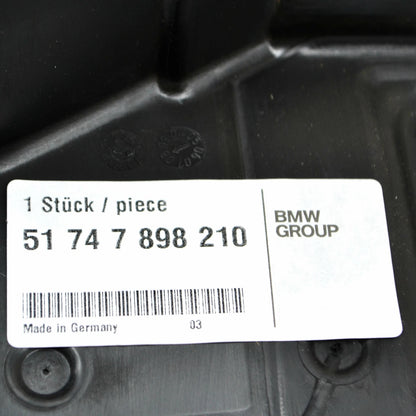 1 Stück / piece
51 74 7 898 210
BMW
GROUP
Made in Germany
03